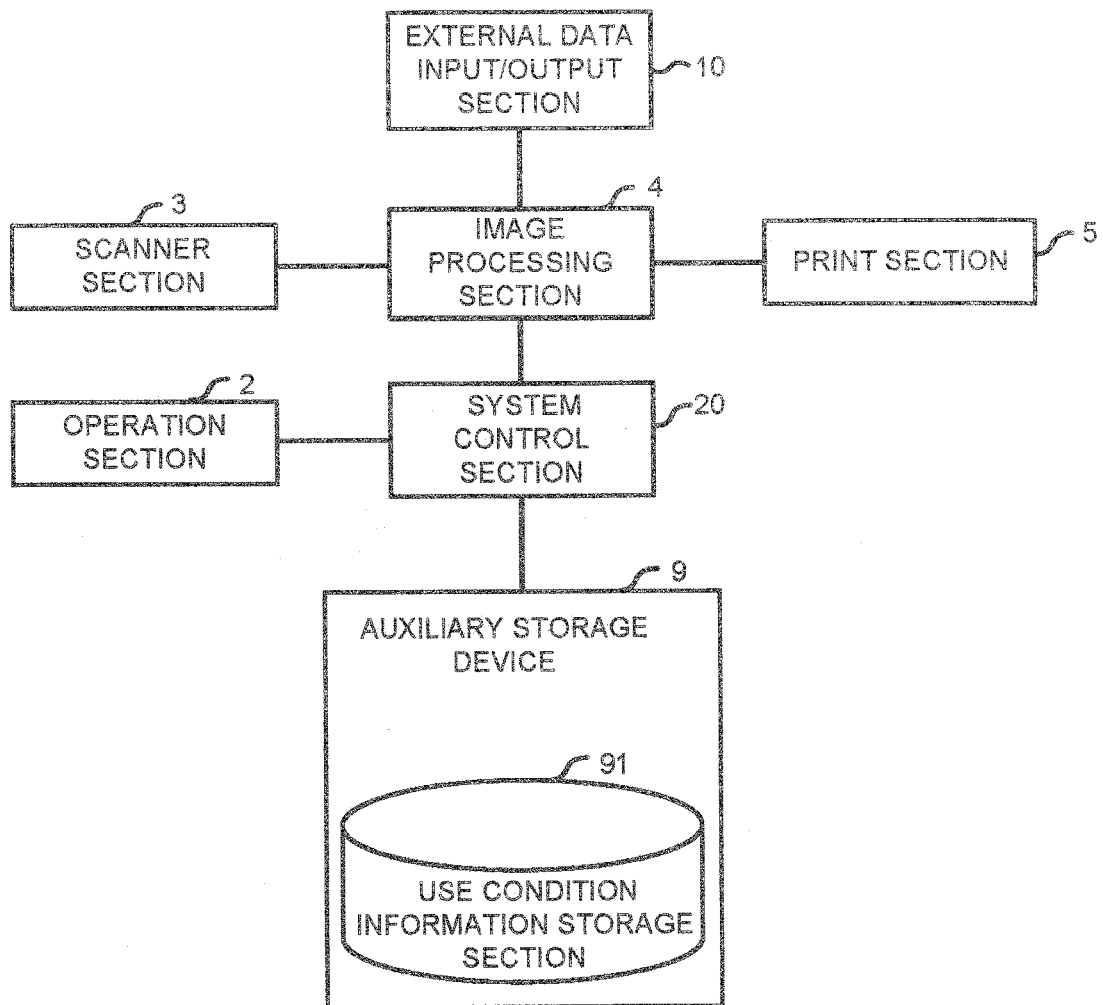 EXTERNAL DATA
INPUT/OUTPUT
SECTION
10
3
SCANNER
SECTION
4
IMAGE
PROCESSING
SECTION
5
PRINT SECTION
2
OPERATION
SECTION
SYSTEM
CONTROL
SECTION
20
9
AUXILIARY STORAGE
DEVICE
91
USE CONDITION
INFORMATION STORAGE
SECTION